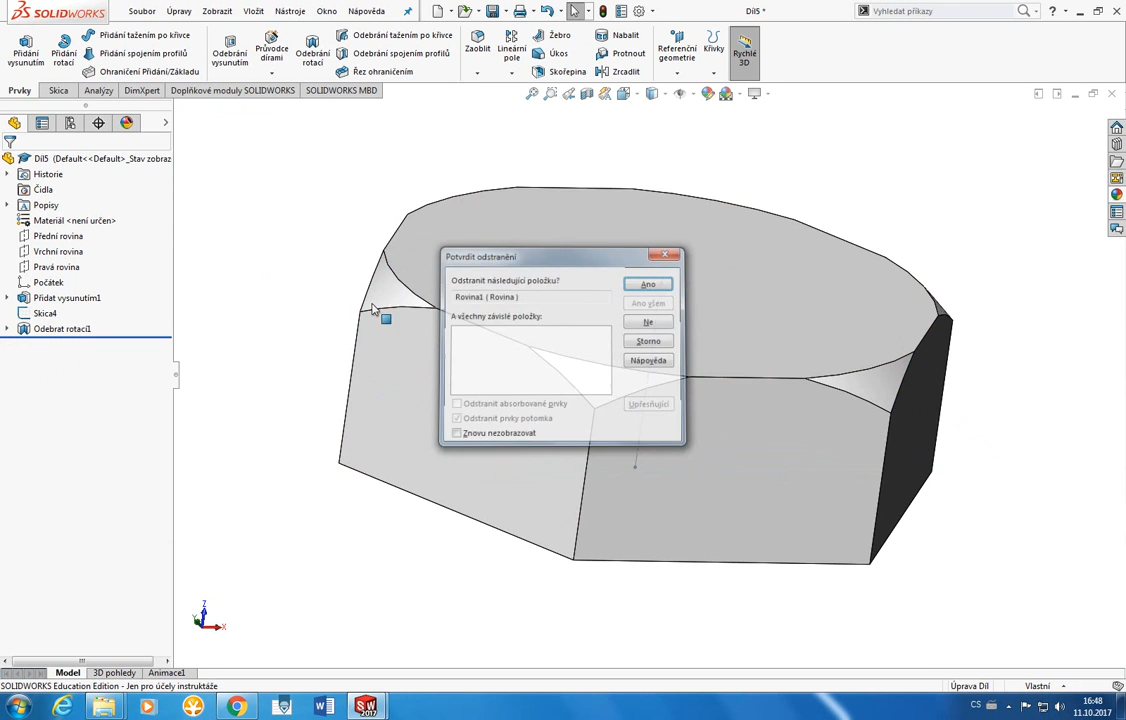 SOLIDWORKS
Soubor
Úpravy
Zobrazit
Vložit
Nástroje
Okno
Nápověda
Díl5 *
Vyhledat příkazy
Přidání vysunutím
Přidání rotací
Přidání tažením po křivce
Přidání spojením profilů
Ohraničení Přidání/Základu
Odebrání vysunutím
Průvodce dírami
Odebrání rotací
Odebrání tažením po křivce
Odebrání spojením profilů
Řez ohraničením
Zaoblit
Lineární pole
Žebro
Úkos
Skořepina
Nabalit
Protnout
Zrcadlit
Referenční geometrie
Křivky
Rychlé 3D
Prvky
Skica
Analýzy
DimXpert
Doplňkové moduly SOLIDWORKS
SOLIDWORKS MBD
Díl5 (Default<<Default>_Stav zobraz
Historie
Čidla
Popisy
Materiál <není určen>
Přední rovina
Vrchní rovina
Pravá rovina
Počátek
Přidat vysunutím1
Skica4
Odebrat rotací1
Potvrdit odstranění
Odstranit následující položku?
Rovina1 ( Rovina )
A všechny závislé položky:
Ano
Ano všem
Ne
Storno
Nápověda
Upřesňující
Odstranit absorbované prvky
Odstranit prvky potomka
Znovu nezobrazovat
Z
Y
X
Model
3D pohledy
Animace1
SOLIDWORKS Education Edition - Jen pro účely instruktáže
Úprava Díl
Vlastní
CS
16:48
11.10.2017